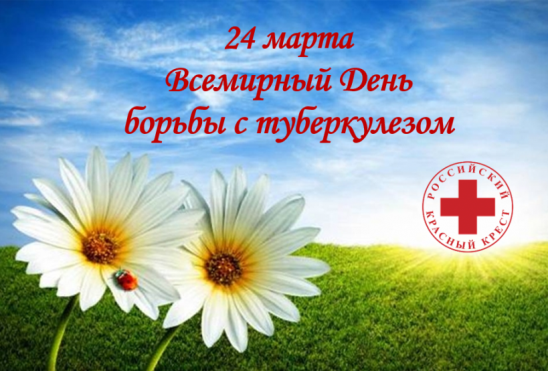 24 марта
Всемирный День
борьбы с туберкулезом
РОССИЙСКИЙ
КРАСНЫЙ КРЕСТ